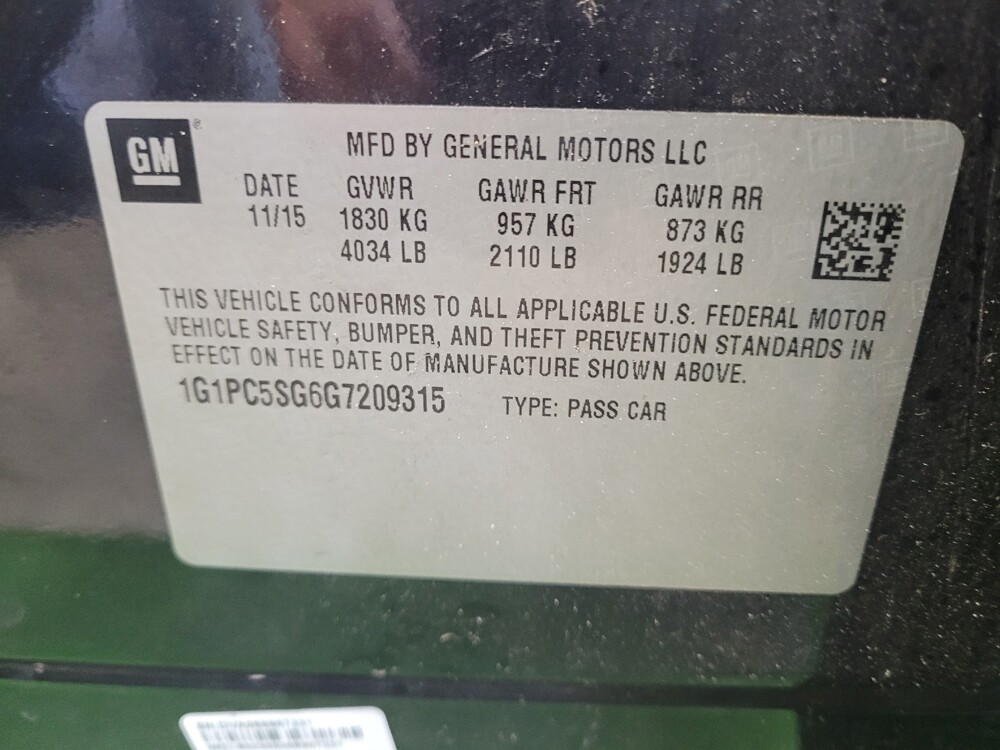 GM
MFD BY GENERAL MOTORS LLC
DATE GVWR GAWR FRT GAWR RR
11/15 1830 KG 957 KG 873 KG
4034 LB 2110 LB 1924 LB
THIS VEHICLE CONFORMS TO ALL APPLICABLE U.S. FEDERAL MOTOR
VEHICLE SAFETY, BUMPER, AND THEFT PREVENTION STANDARDS IN
EFFECT ON THE DATE OF MANUFACTURE SHOWN ABOVE.
1G1PC5SG6G7209315 TYPE: PASS CAR